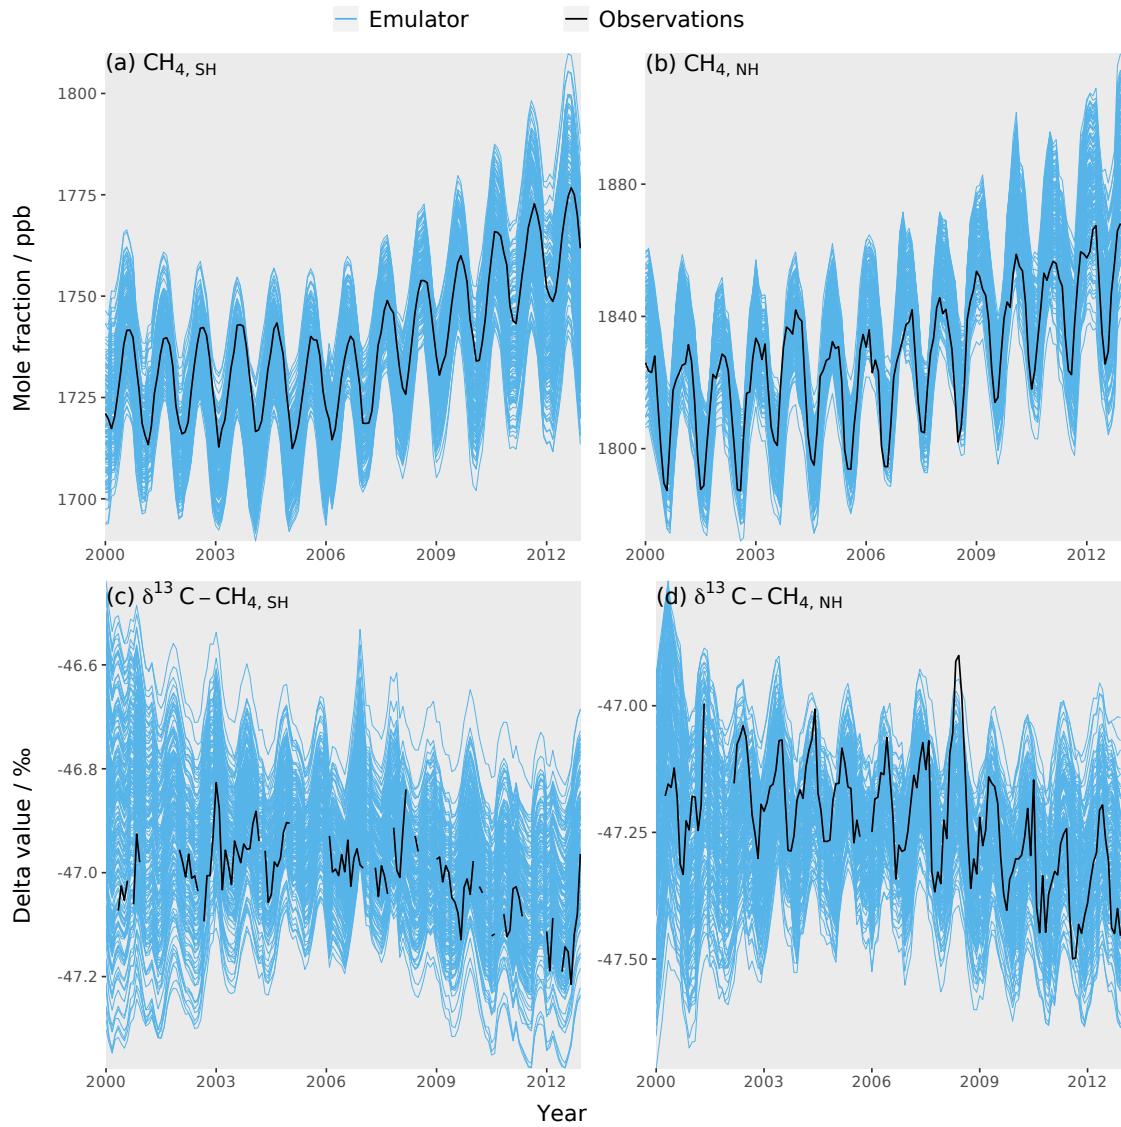 Emulator Observations
(a) CH4, SH
(b) CH4, NH
1800
1775
1750
1725
1700
1880
1840
1800
Mole fraction / ppb
2000 2003 2006 2009 2012
2000 2003 2006 2009 2012
(c) δ13 C−CH4, SH
(d) δ13 C−CH4, NH
-46.6
-46.8
-47.0
-47.2
-47.00
-47.25
-47.50
Delta value / ‰
2000 2003 2006 2009 2012
2000 2003 2006 2009 2012
Year